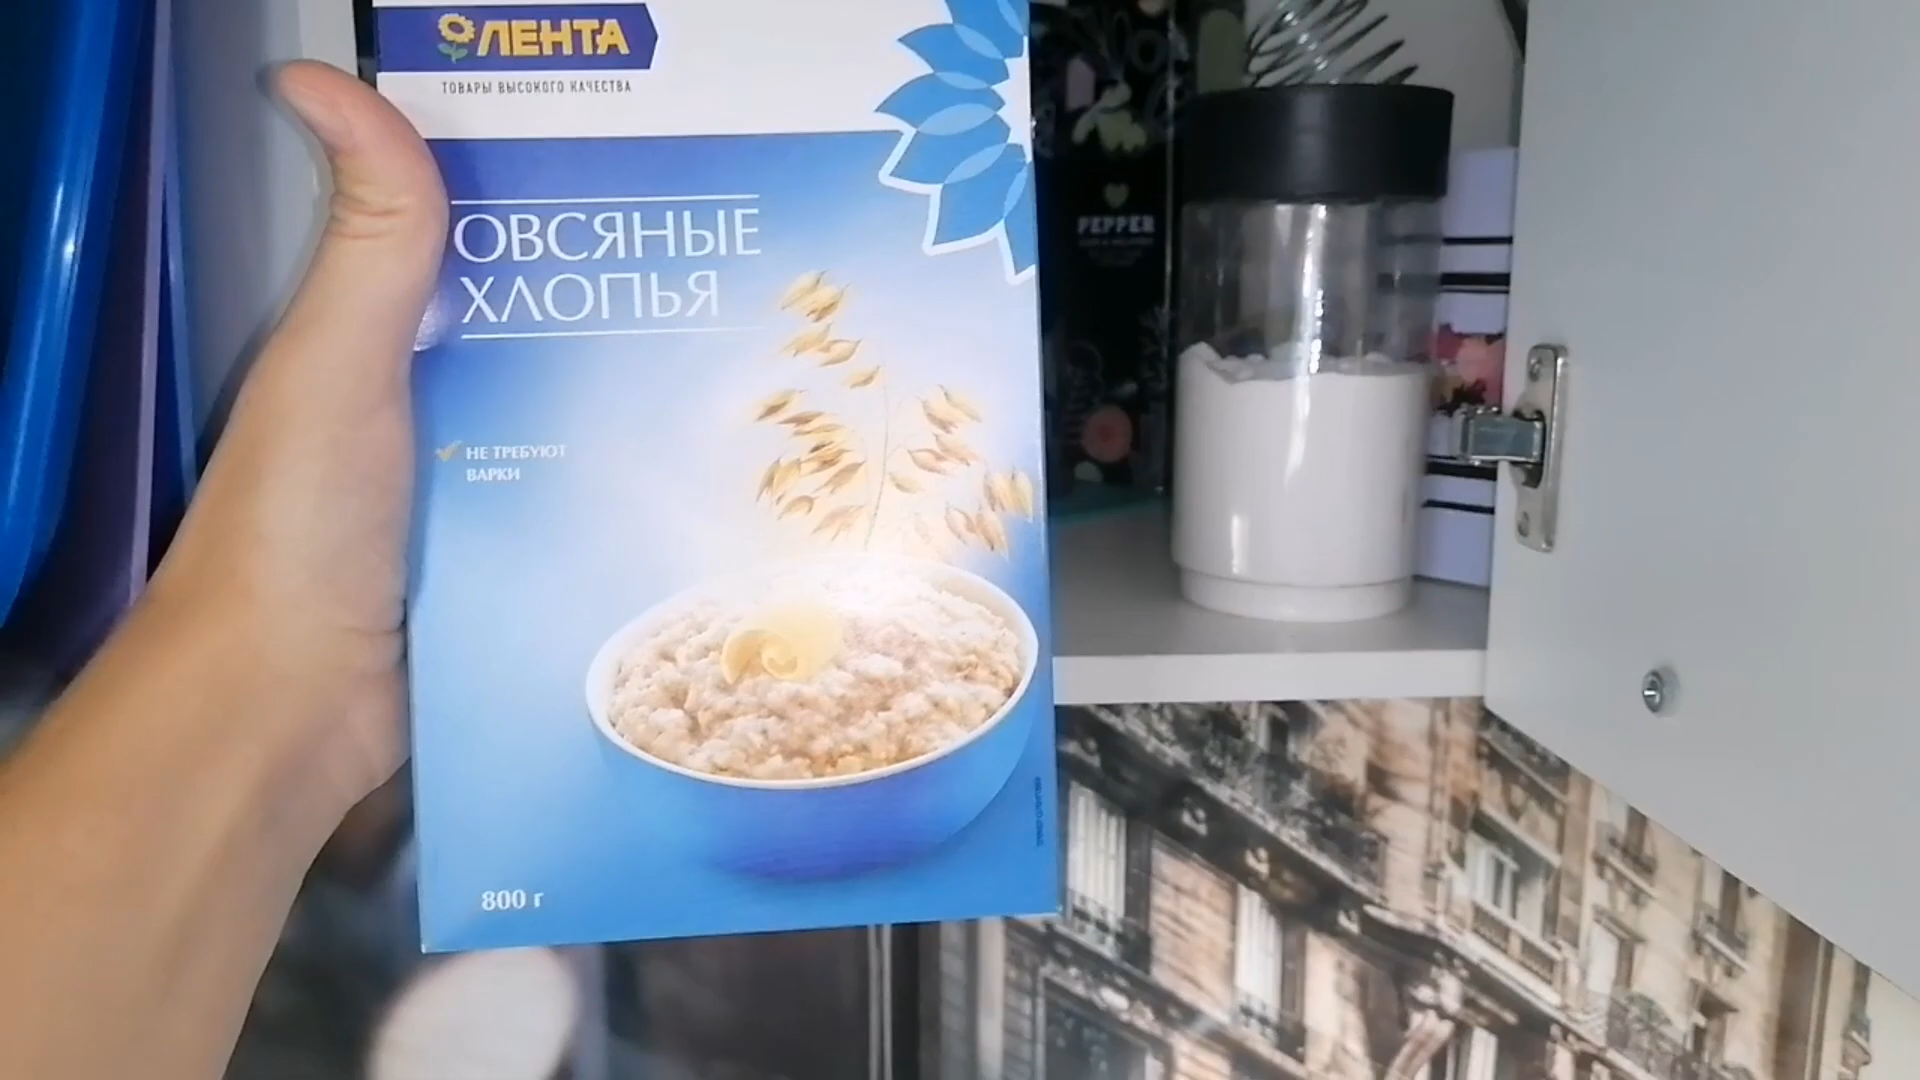 ЛЕНТА
ТОВАРЫ ВЫСОКОГО КАЧЕСТВА
ОВСЯНЫЕ
ХЛОПЬЯ
НЕ ТРЕБУЮТ
ВАРКИ
800 г
PEPPER